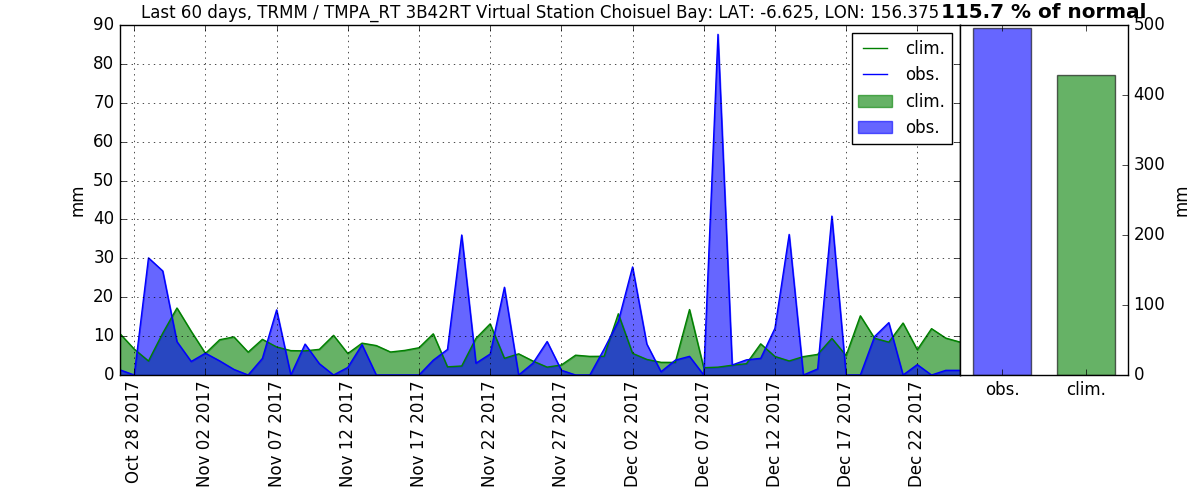 Last 60 days, TRMM / TMPA_RT 3B42RT Virtual Station Choisuel Bay: LAT: -6.625, LON: 156.375
115.7 % of normal
mm
90
80
70
60
50
40
30
20
10
0
clim.
obs.
clim.
obs.
Oct 28 2017
Nov 02 2017
Nov 07 2017
Nov 12 2017
Nov 17 2017
Nov 22 2017
Nov 27 2017
Dec 02 2017
Dec 07 2017
Dec 12 2017
Dec 17 2017
Dec 22 2017
obs.
clim.
500
400
300
200
100
0
mm